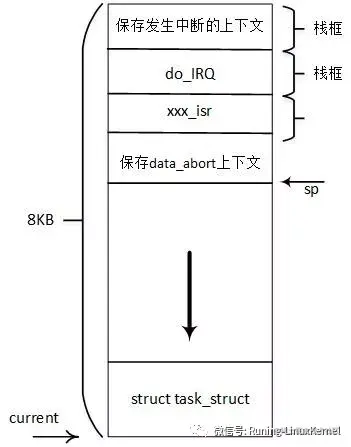 保存发生中断的上下文
栈框
do_IRQ
栈框
xxx_isr
保存data_abort上下文
sp
8KB
struct task_struct
current
微信号: Runing-LinuxKernel